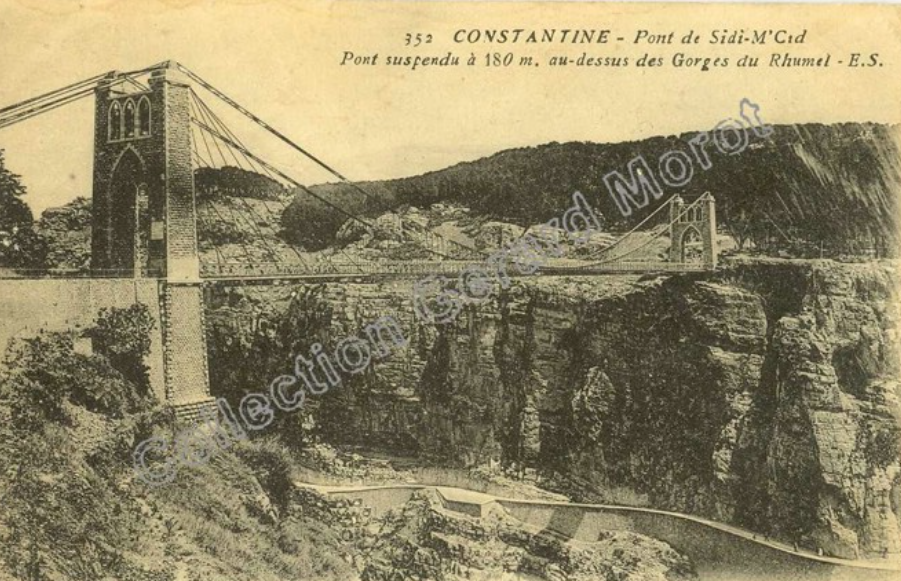 352 CONSTANTINE - Pont de Sidi-M'Cid
Pont suspendu à 180 m. au-dessus des Gorges du Rhumel - E.S.
Collection Gérard Morot